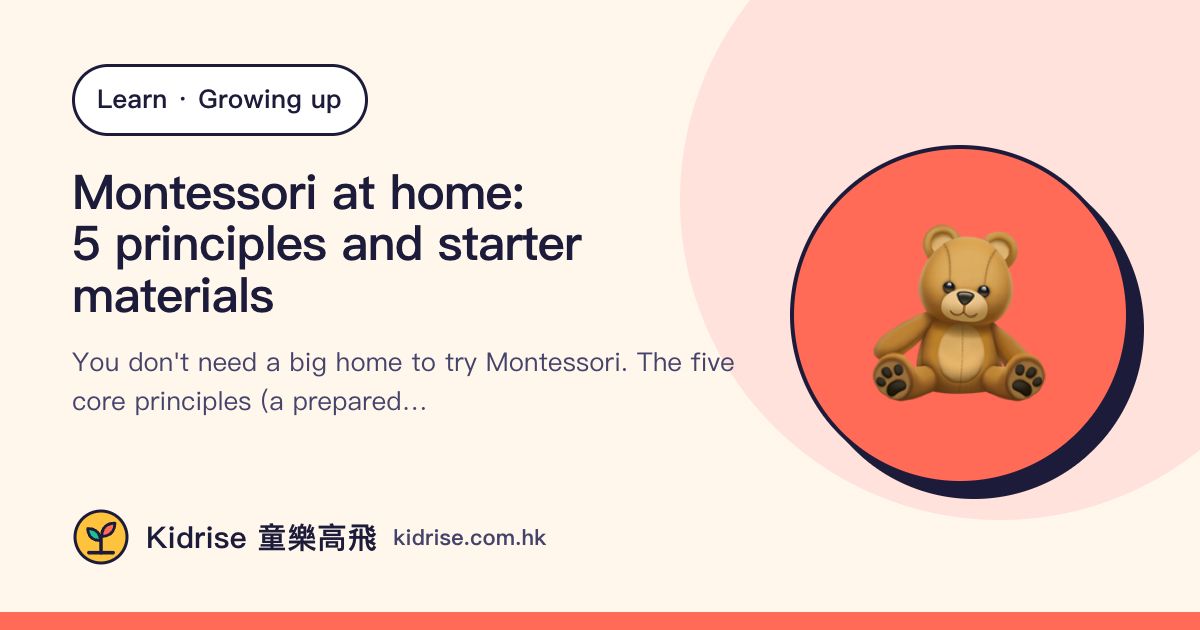 Learn · Growing up
Montessori at home:
5 principles and starter
materials
You don't need a big home to try Montessori. The five
core principles (a prepared…
Kidrise 童樂高飛 kidrise.com.hk